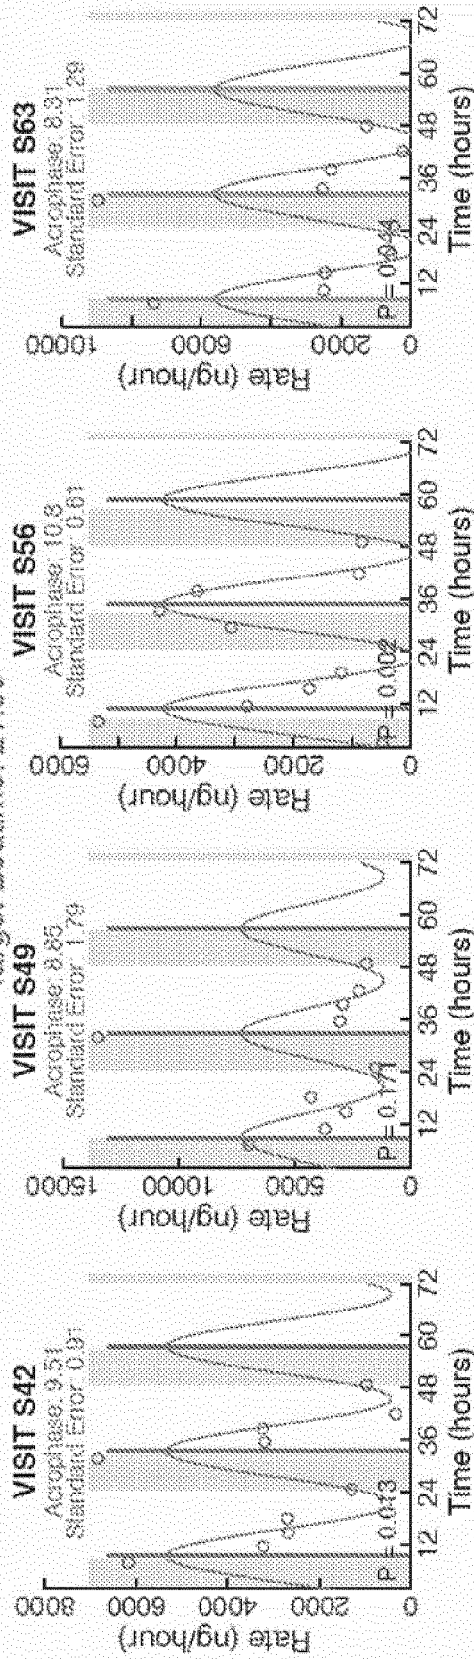 VISIT S42
Acrophase: 9.51
Standard Error: 0.91
Rate (ng/hour)
8000
6000
4000
2000
0
P = 0.013
12 24 36 48 60 72
Time (hours)
VISIT S49
Acrophase: 8.85
Standard Error: 1.79
Rate (ng/hour)
15000
10000
5000
0
P = 0.171
12 24 36 48 60 72
Time (hours)
VISIT S56
Acrophase: 10.8
Standard Error: 0.61
Rate (ng/hour)
6000
4000
2000
0
P = 0.002
12 24 36 48 60 72
Time (hours)
VISIT S63
Acrophase: 8.31
Standard Error: 1.29
Rate (ng/hour)
10000
6000
2000
0
P = 0.044
12 24 36 48 60 72
Time (hours)